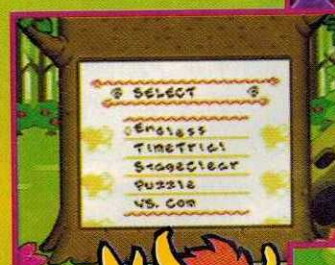 SELECT
Endless
TimeTrial
StageClear
Puzzle
VS. Com